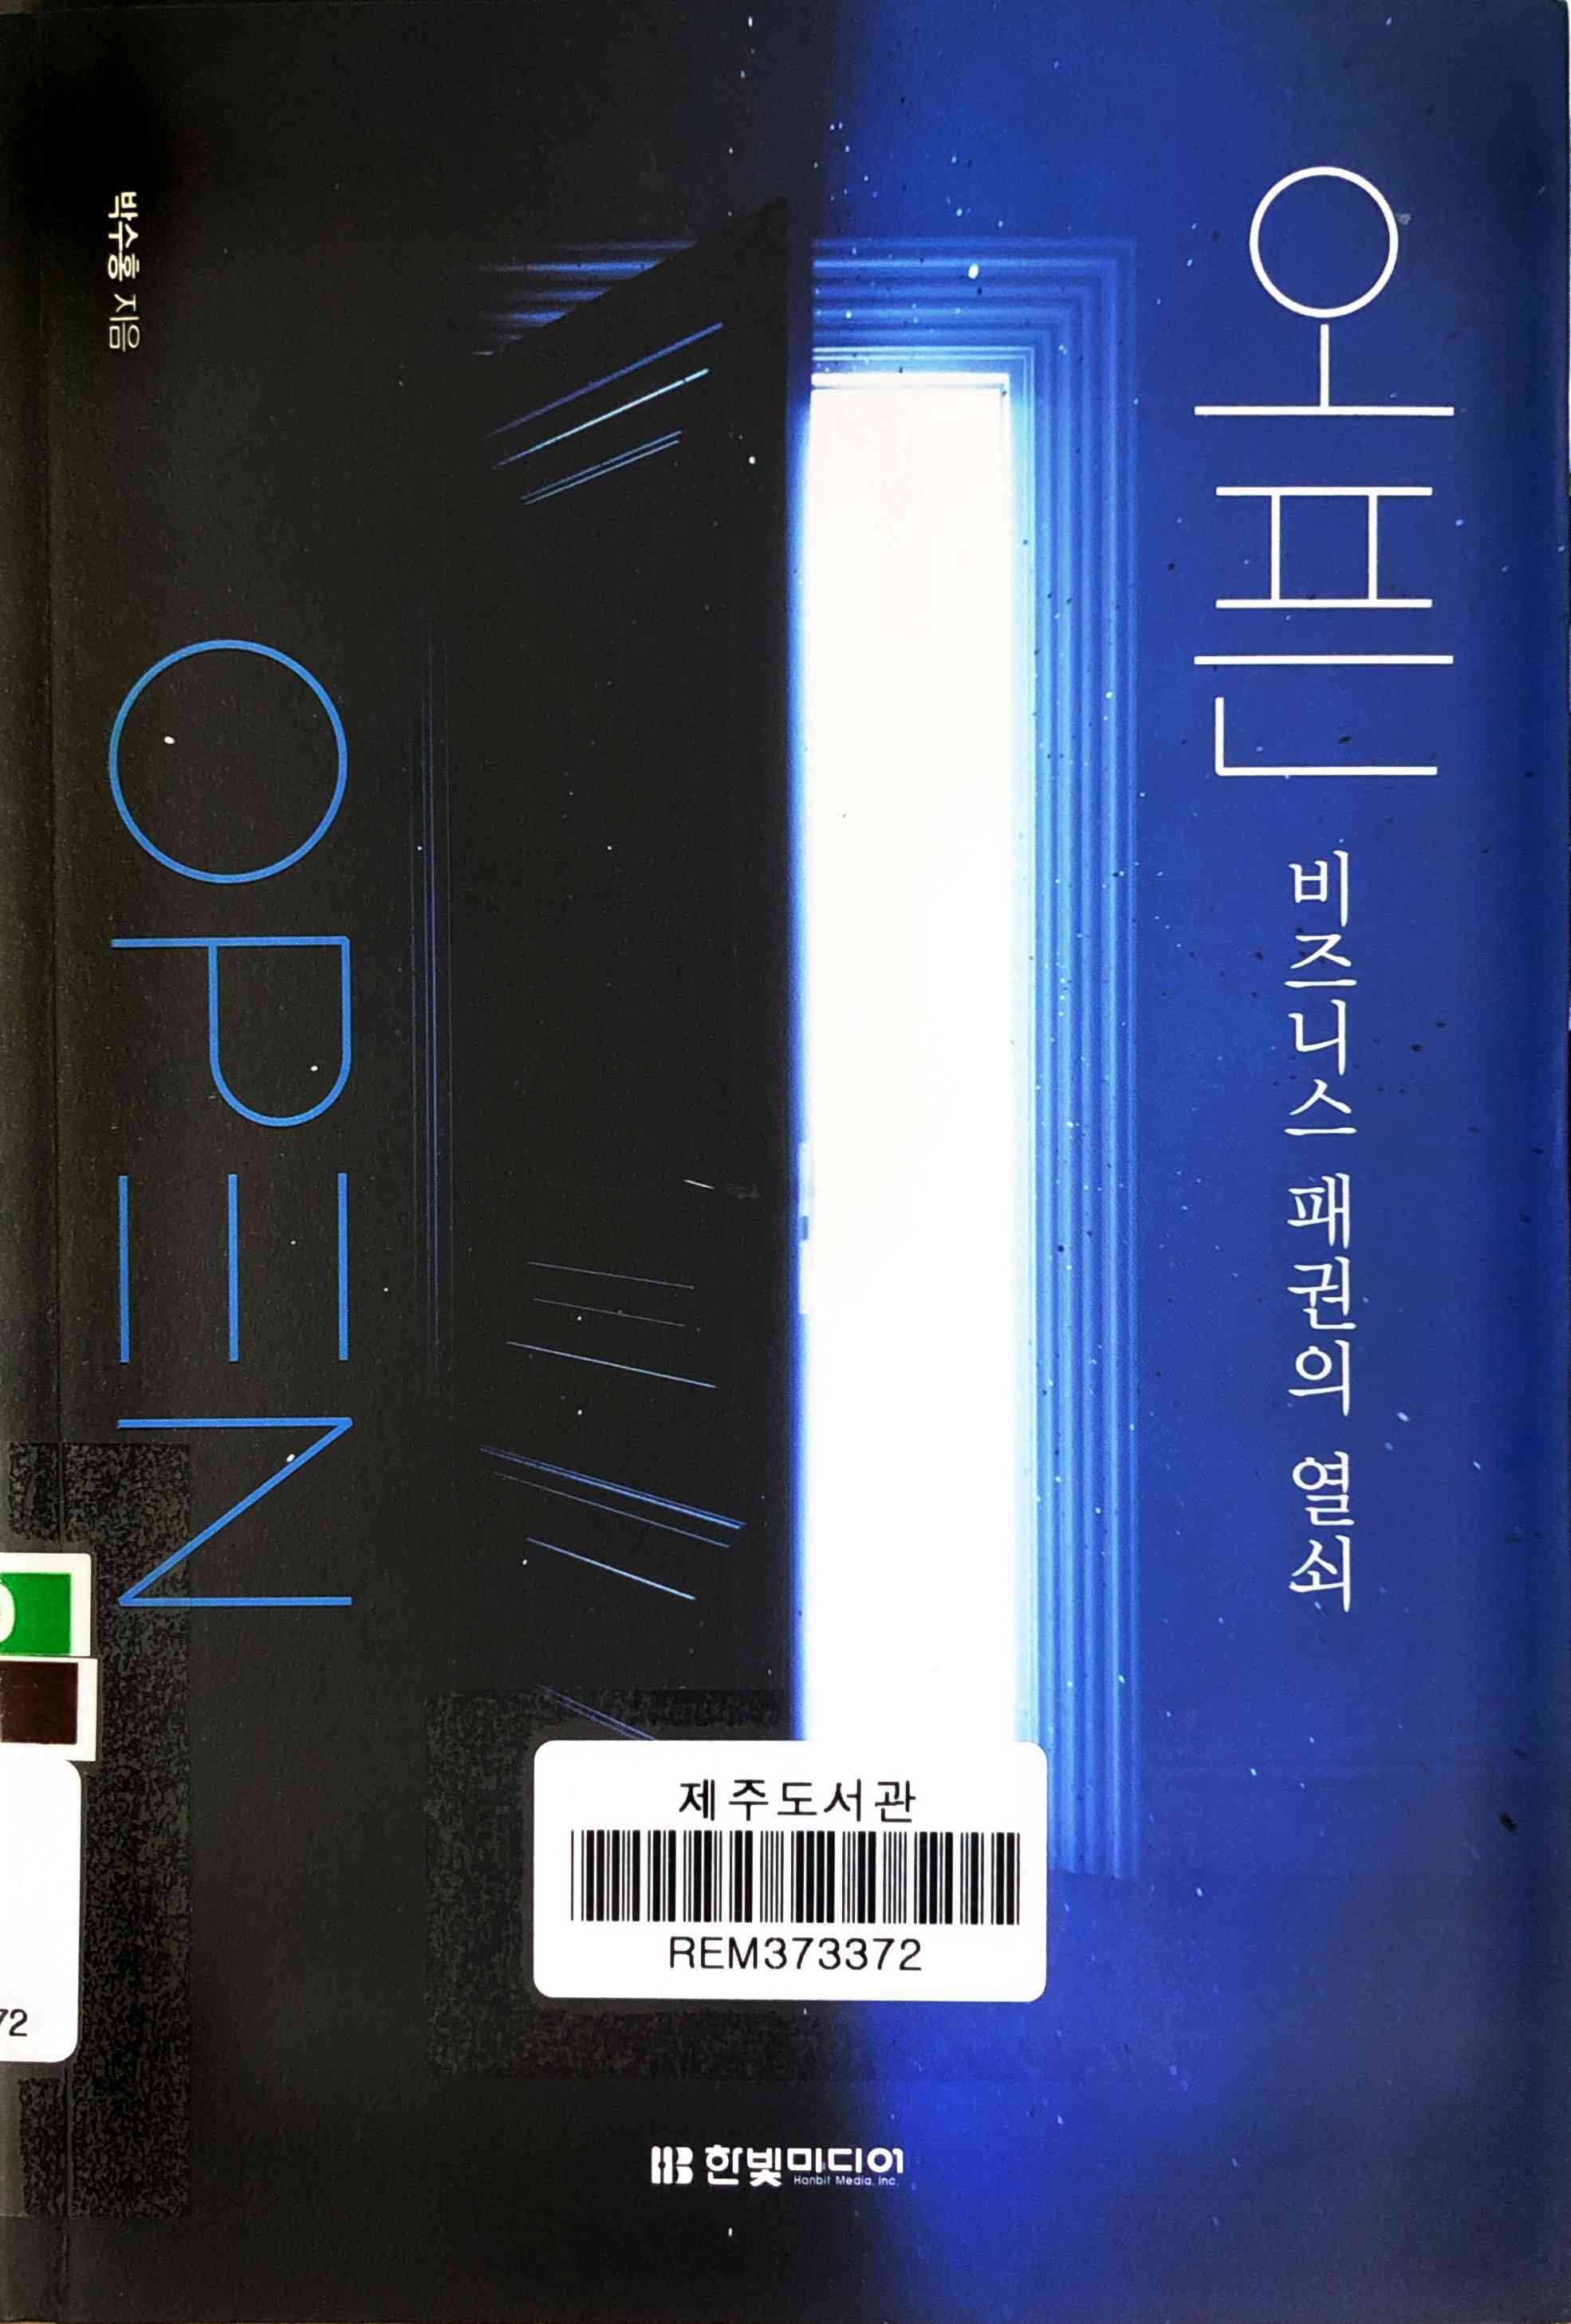 오픈
비즈니스 패권의 열쇠
OPEN
박수홍 지음
제주도서관
REM373372
72
한빛미디어
Hanbit Media, Inc.